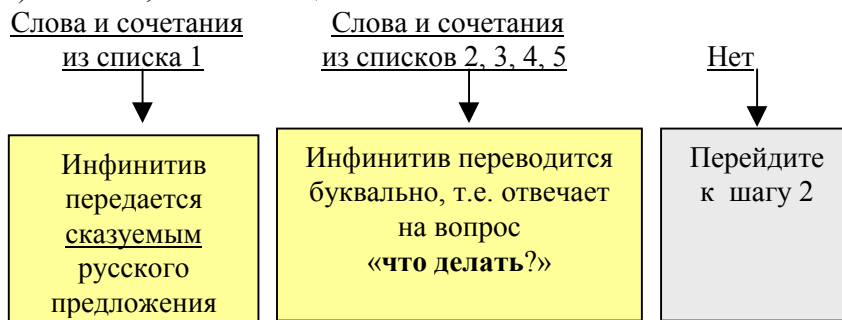 Слова и сочетания
из списка 1
Слова и сочетания
из списков 2, 3, 4, 5
Нет
Инфинитив
передается
сказуемым
русского
предложения
Инфинитив переводится
буквально, т.е. отвечает
на вопрос
«что делать?»
Перейдите
к шагу 2